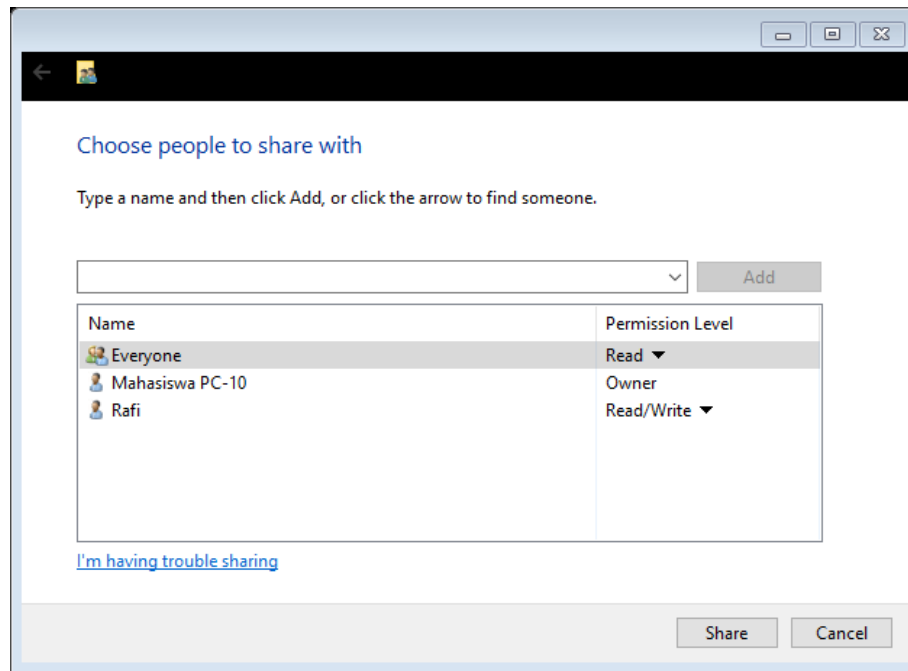 Choose people to share with
Type a name and then click Add, or click the arrow to find someone.
Add
Name Permission Level
Everyone Read
Mahasiswa PC-10 Owner
Rafi Read/Write
I'm having trouble sharing
Share Cancel